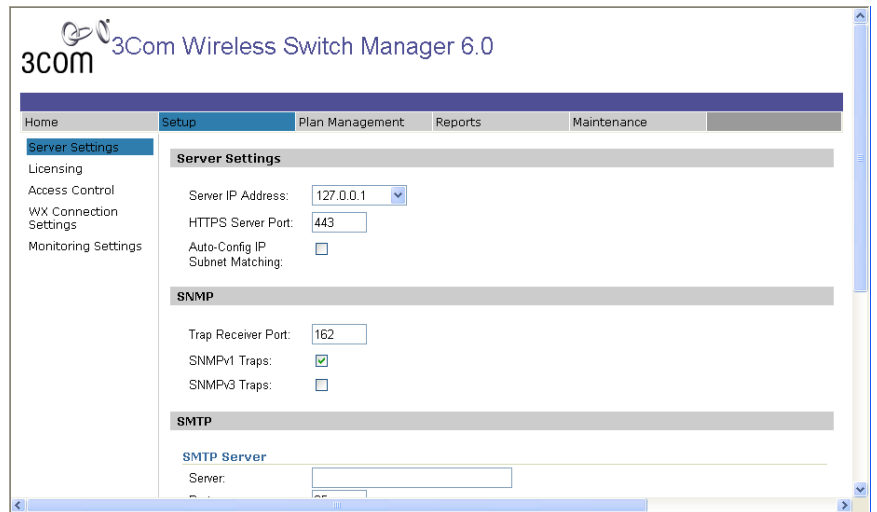 3COM
3Com Wireless Switch Manager 6.0
Home Setup Plan Management Reports Maintenance
Server Settings
Licensing
Access Control
WX Connection
Settings
Monitoring Settings
Server Settings
Server IP Address: 127.0.0.1
HTTPS Server Port: 443
Auto-Config IP
Subnet Matching:
SNMP
Trap Receiver Port: 162
SNMPv1 Traps:
SNMPv3 Traps:
SMTP
SMTP Server
Server: